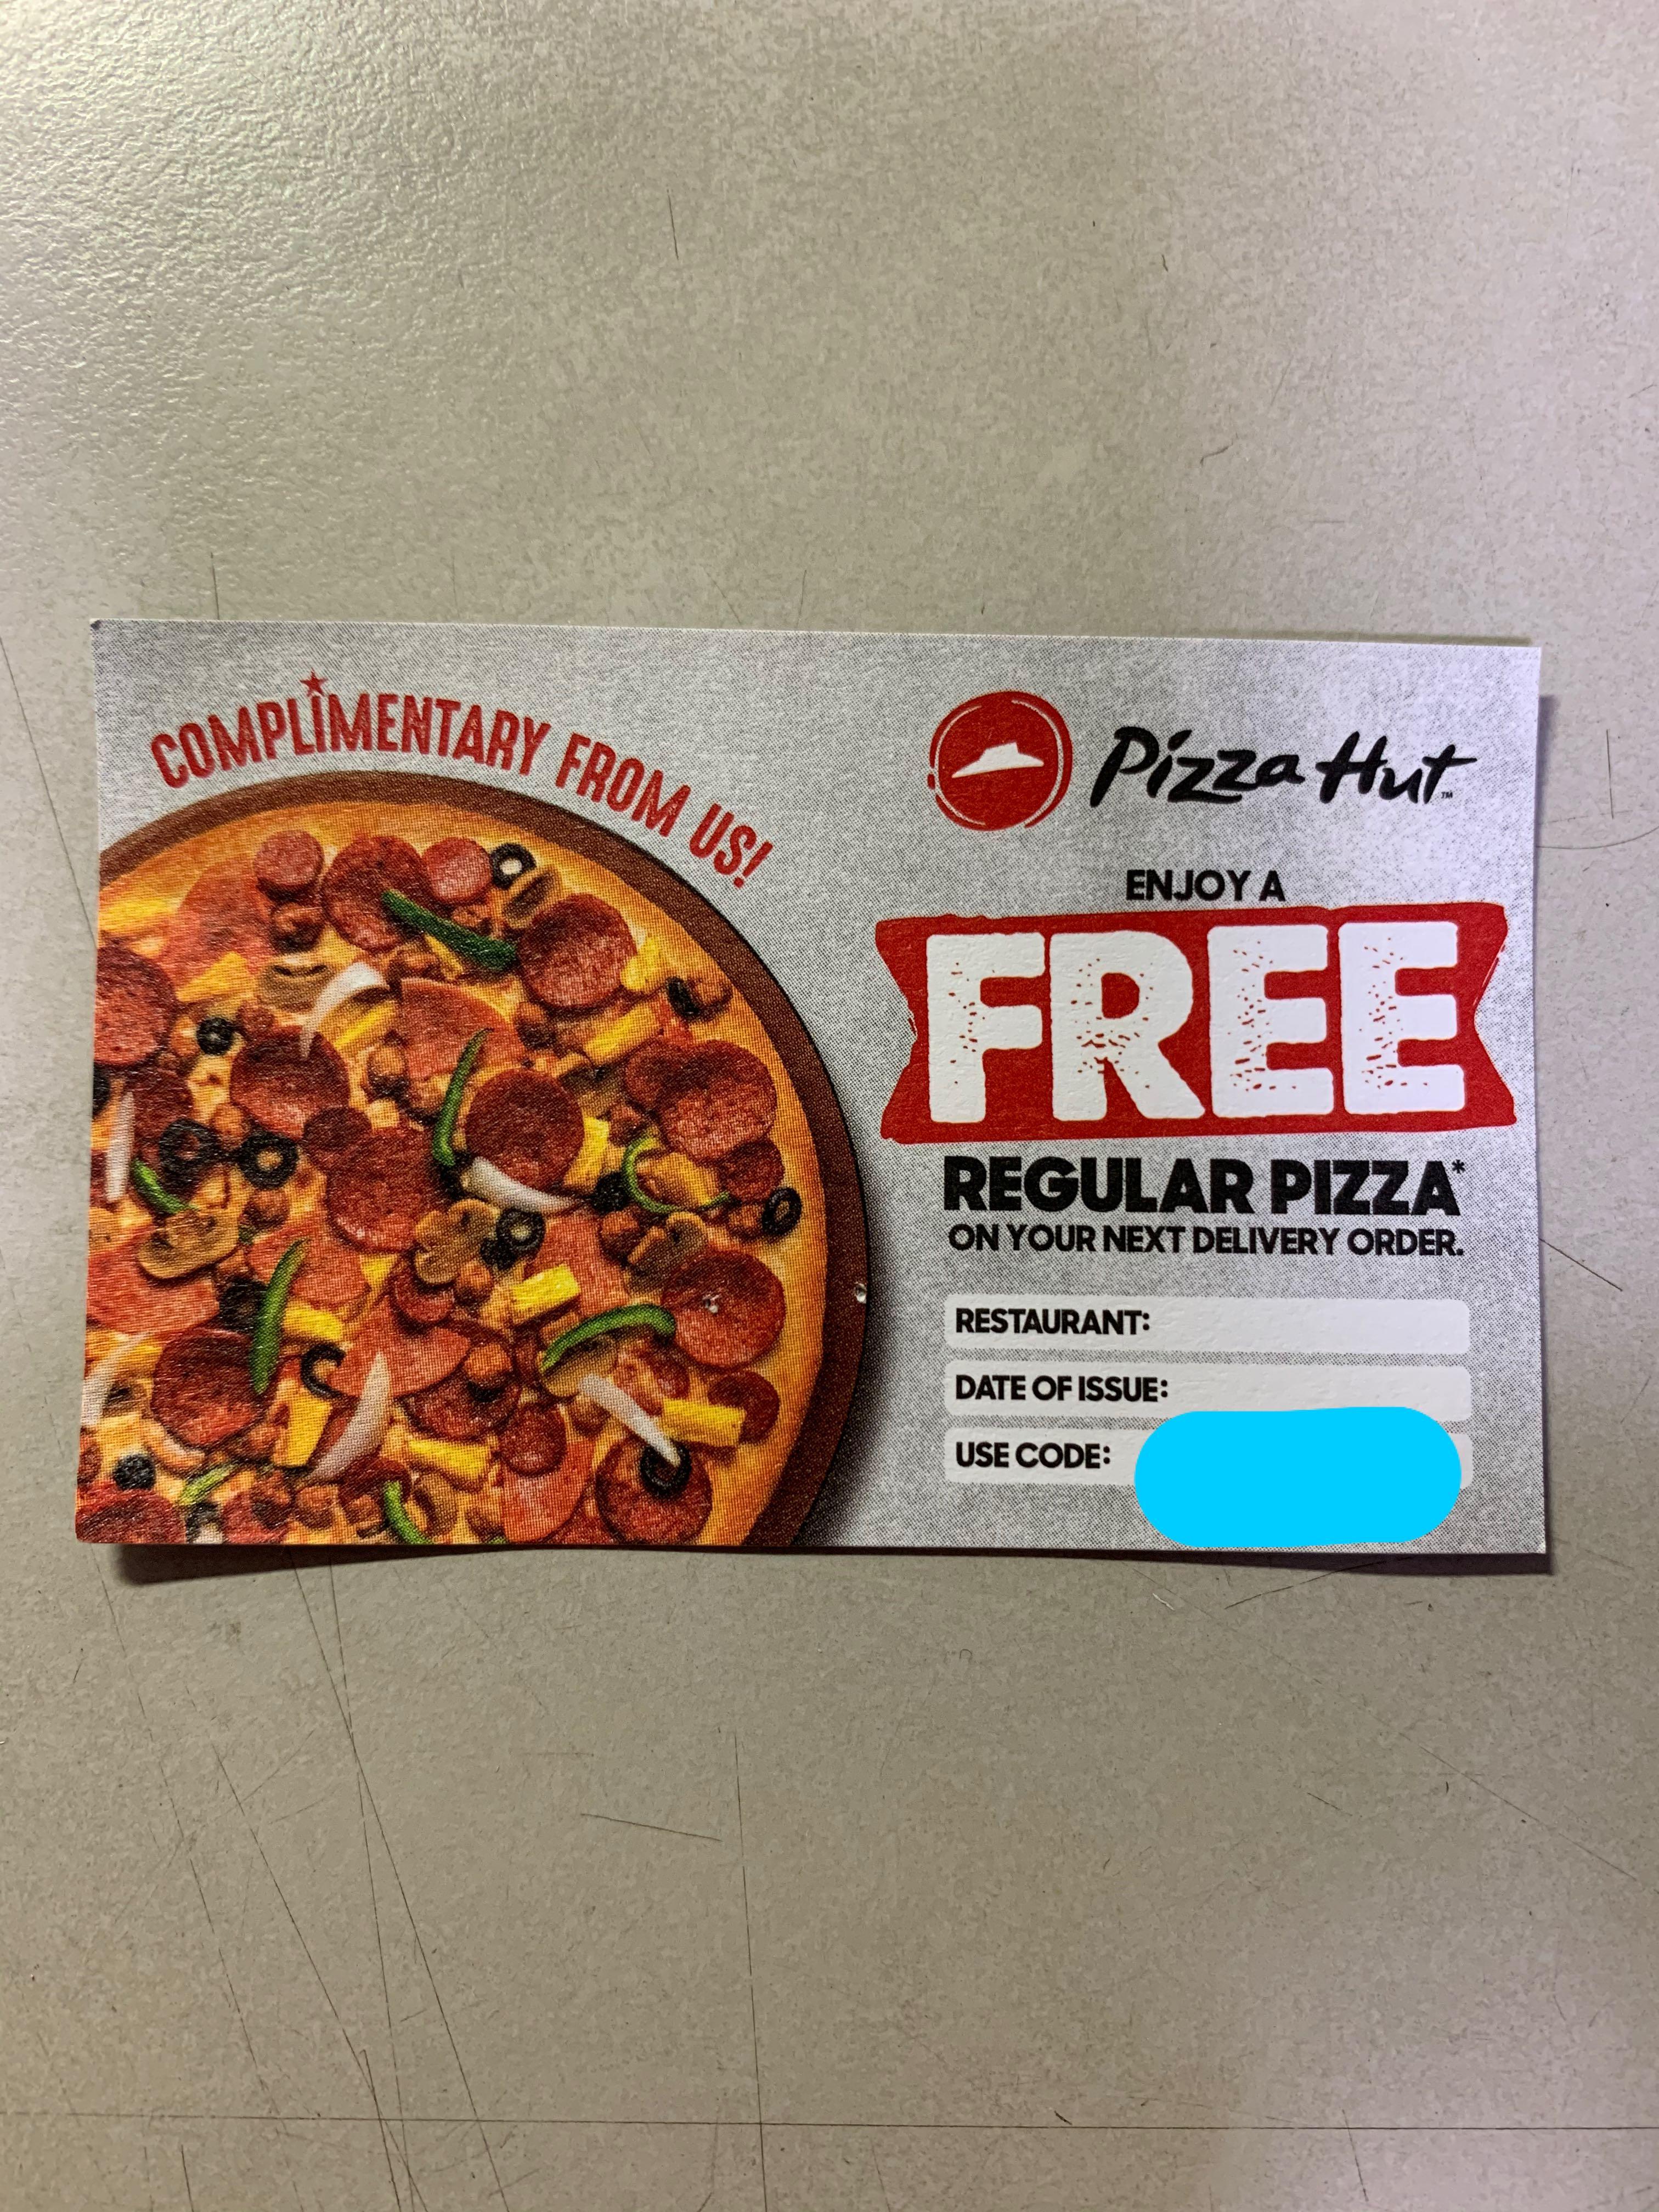 COMPLIMENTARY FROM US!
Pizza Hut™
ENJOY A
FREE
REGULAR PIZZA*
ON YOUR NEXT DELIVERY ORDER.
RESTAURANT:
DATE OF ISSUE:
USE CODE: